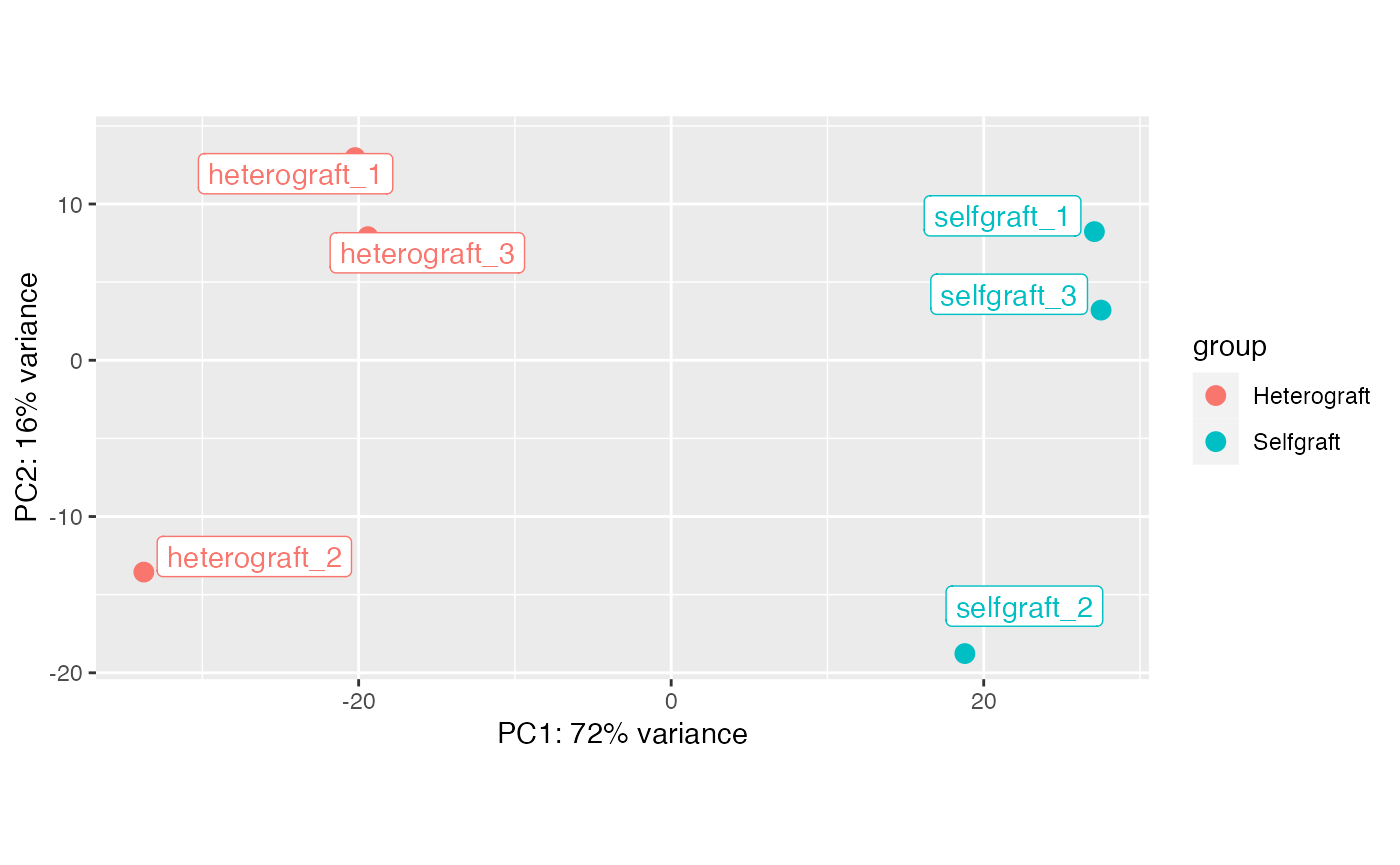 heterograft_1
heterograft_3
selfgraft_1
selfgraft_3
heterograft_2
selfgraft_2
10
0
-10
-20
-20
0
20
PC1: 72% variance
PC2: 16% variance
group
Heterograft
Selfgraft